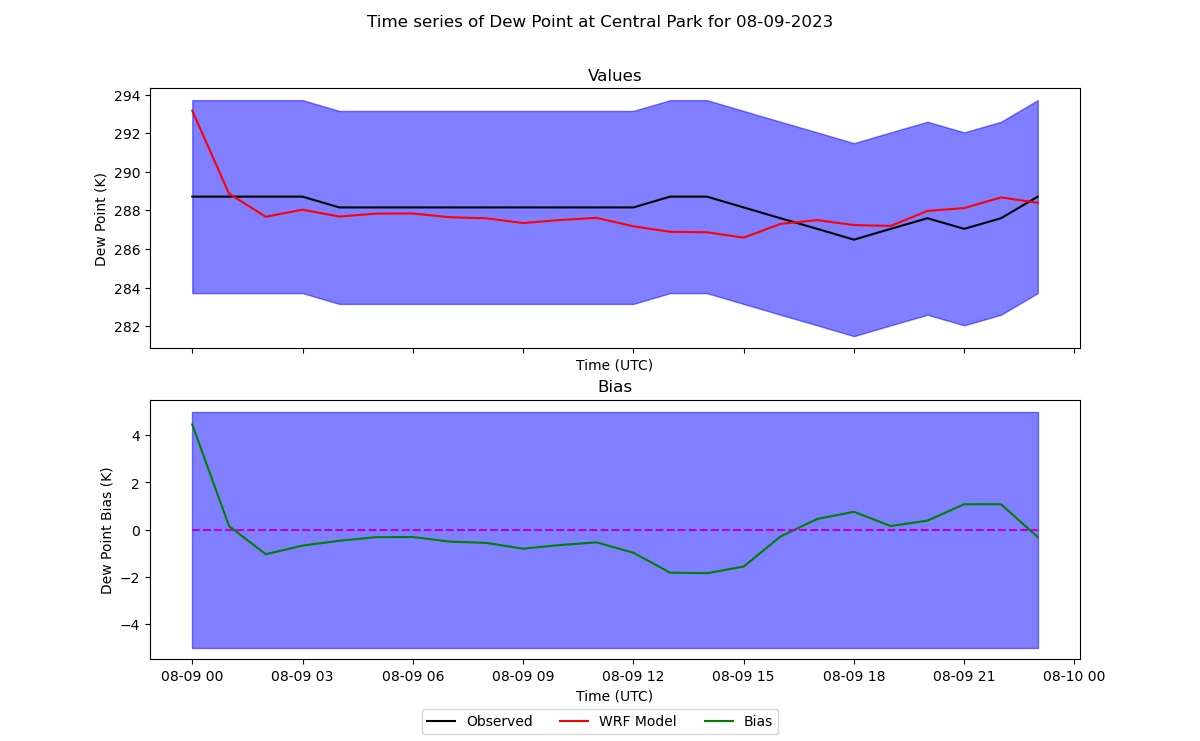 Time series of Dew Point at Central Park for 08-09-2023
Values
Dew Point (K)
294
292
290
288
286
284
282
Time (UTC)
Bias
Dew Point Bias (K)
4
2
0
−2
−4
08-09 00 08-09 03 08-09 06 08-09 09 08-09 12 08-09 15 08-09 18 08-09 21 08-10 00
Time (UTC)
Observed WRF Model Bias